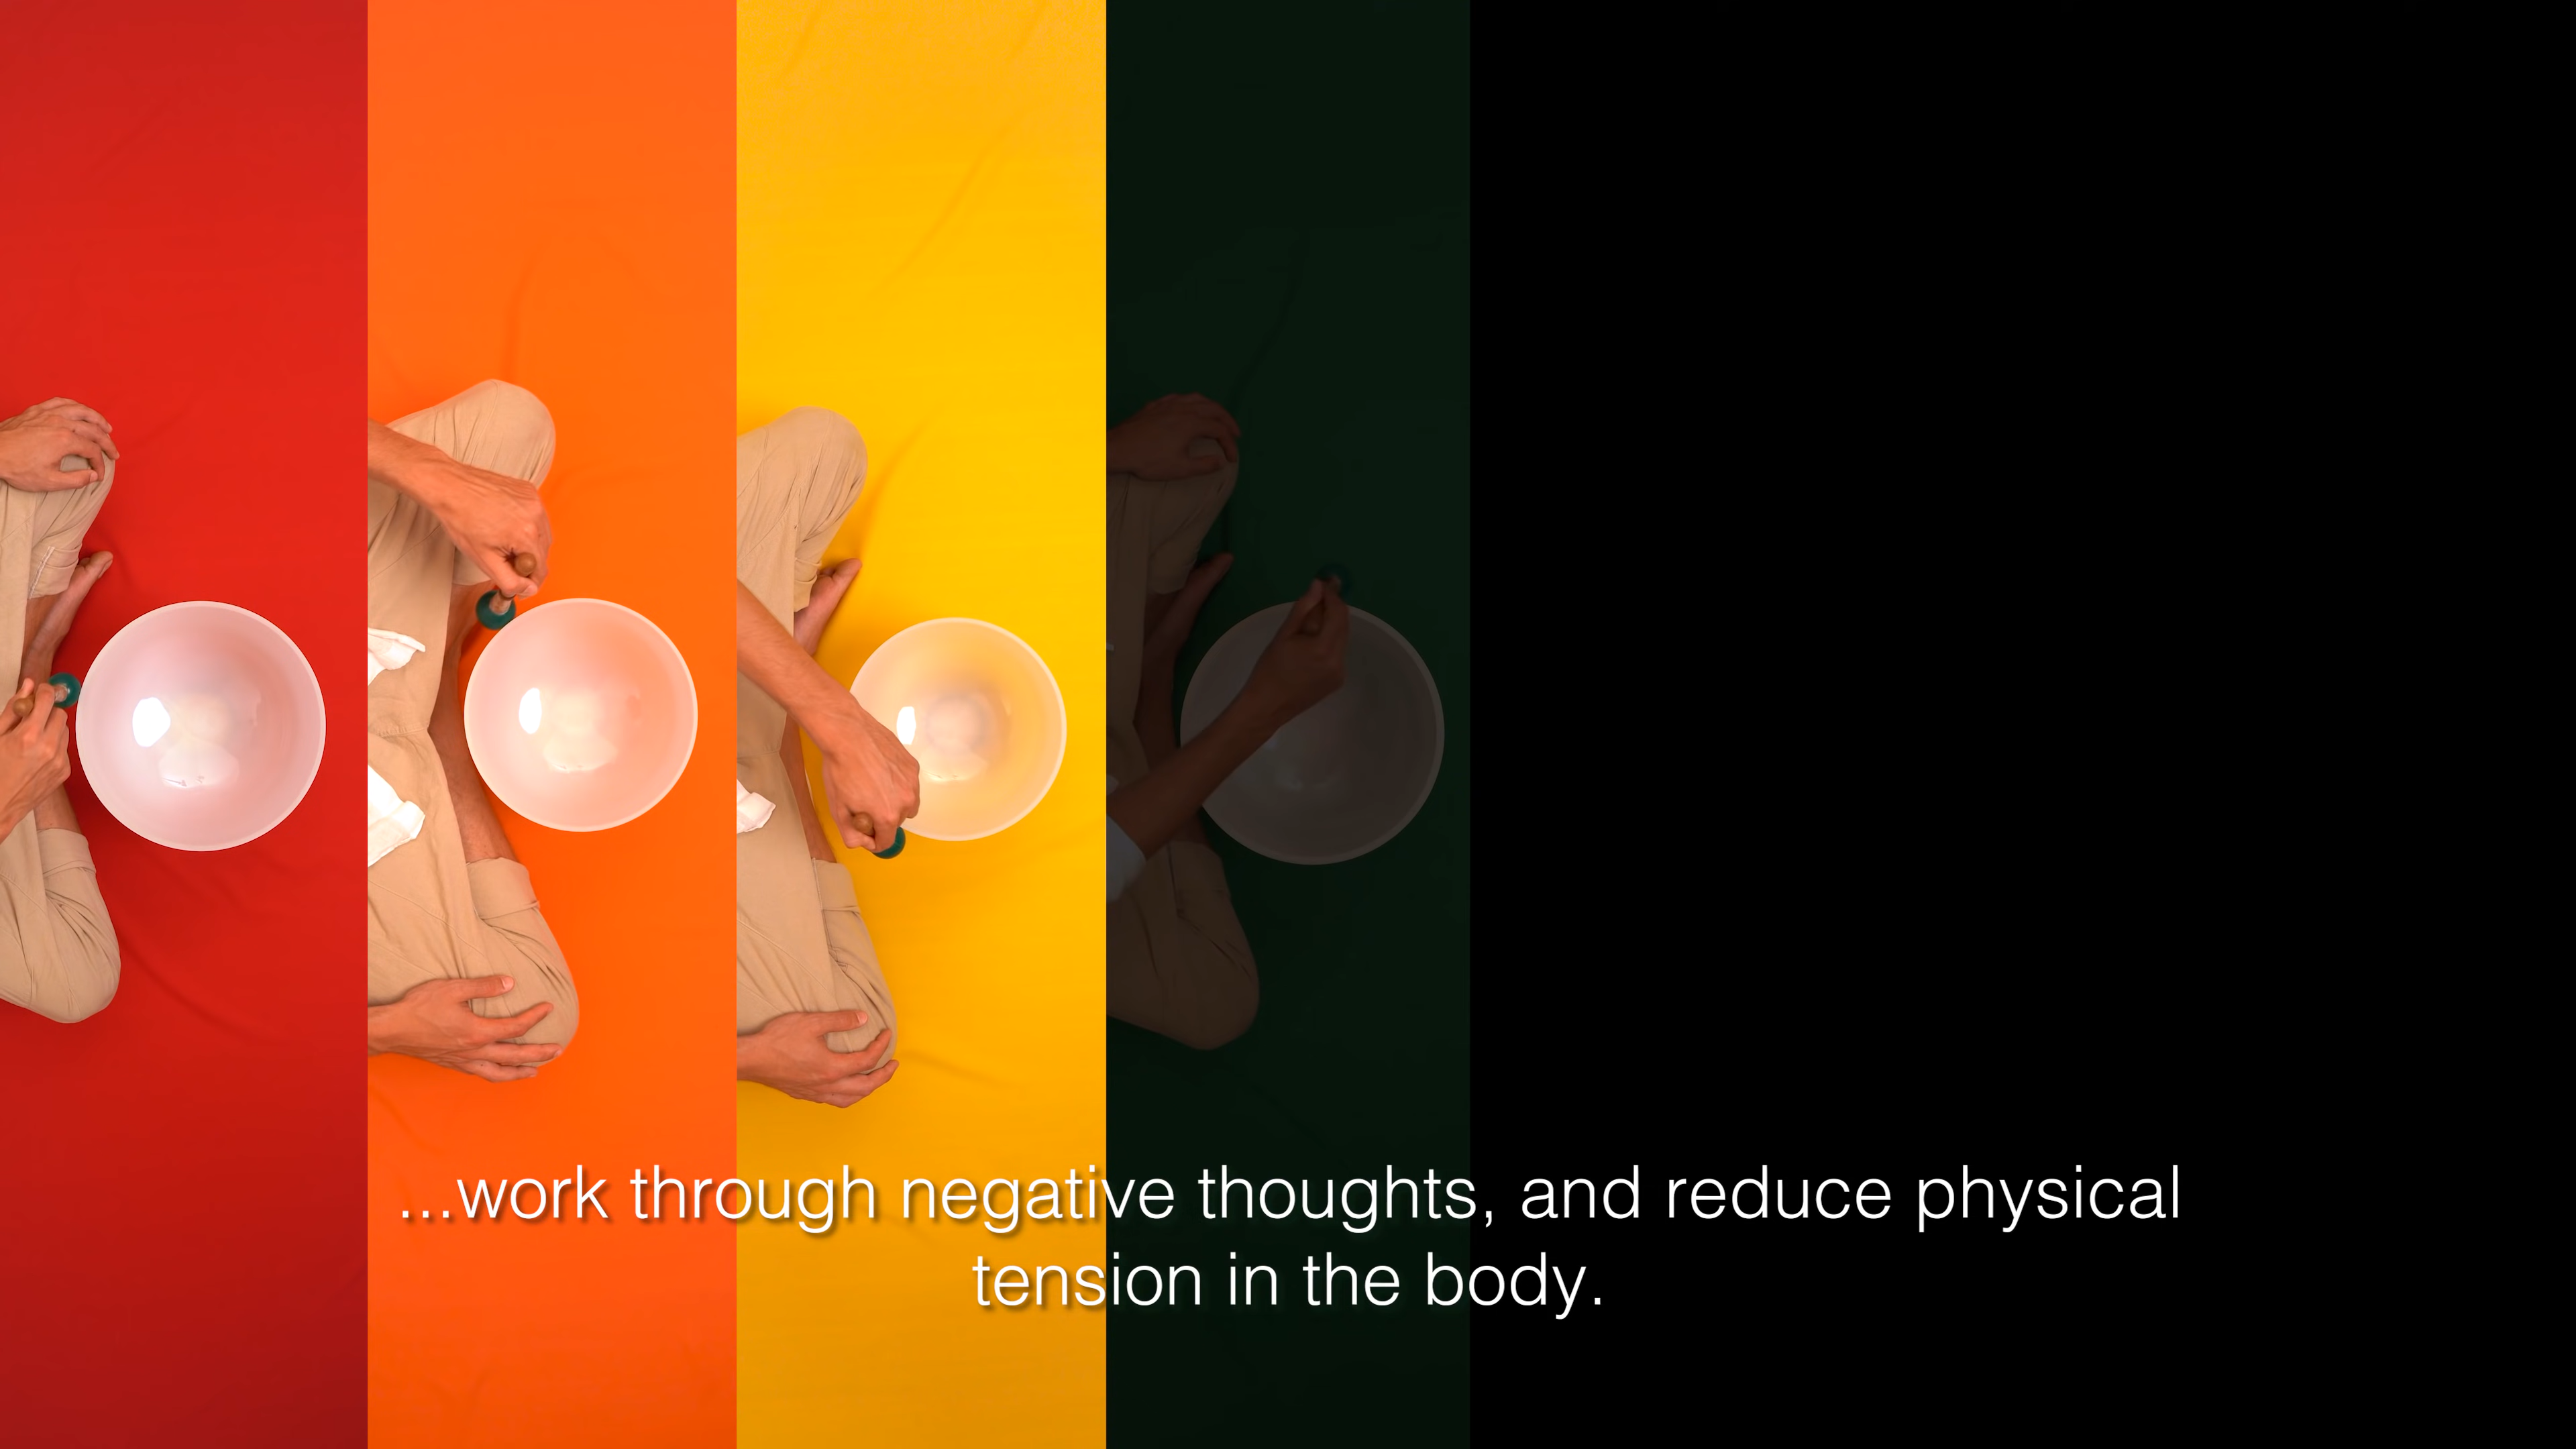 ...work through negative thoughts, and reduce physical
tension in the body.